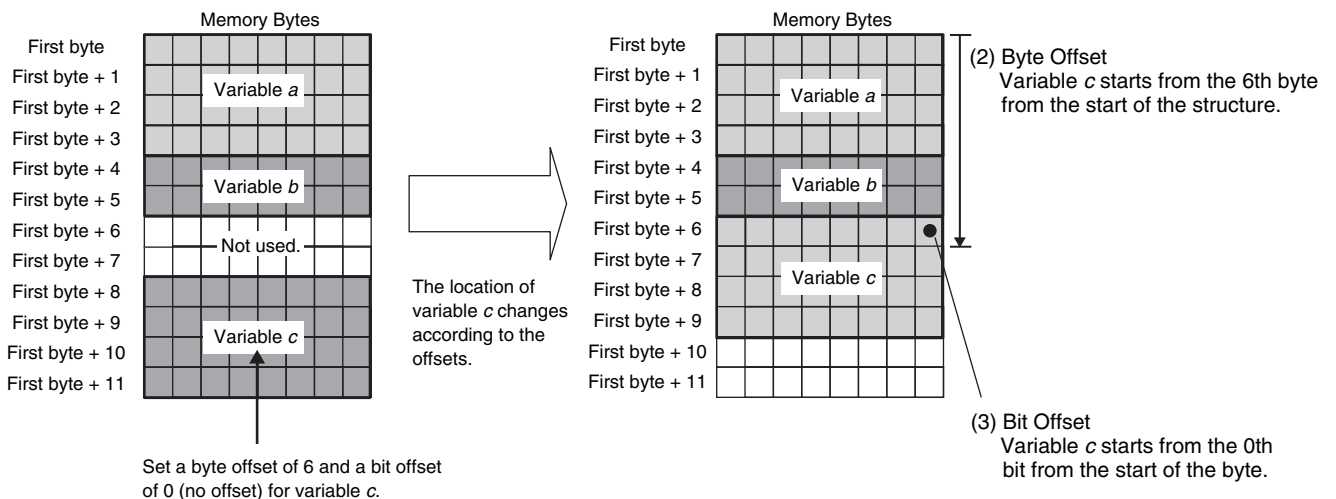 Memory Bytes
First byte
First byte + 1
First byte + 2
First byte + 3
First byte + 4
First byte + 5
First byte + 6
First byte + 7
First byte + 8
First byte + 9
First byte + 10
First byte + 11
Variable a
Variable b
Not used.
Variable c
Set a byte offset of 6 and a bit offset
of 0 (no offset) for variable c.
The location of
variable c changes
according to the
offsets.
Memory Bytes
First byte
First byte + 1
First byte + 2
First byte + 3
First byte + 4
First byte + 5
First byte + 6
First byte + 7
First byte + 8
First byte + 9
First byte + 10
First byte + 11
Variable a
Variable b
Variable c
(2) Byte Offset
Variable c starts from the 6th byte
from the start of the structure.
(3) Bit Offset
Variable c starts from the 0th
bit from the start of the byte.